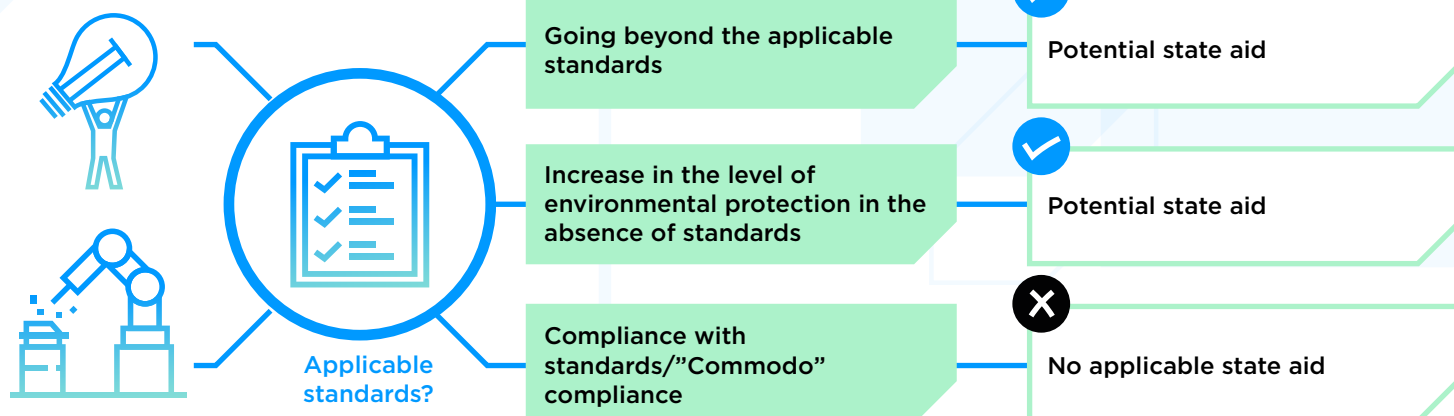 Going beyond the applicable
standards
Potential state aid
Increase in the level of
environmental protection in the
absence of standards
Potential state aid
Applicable
standards?
Compliance with
standards/”Commodo”
compliance
No applicable state aid